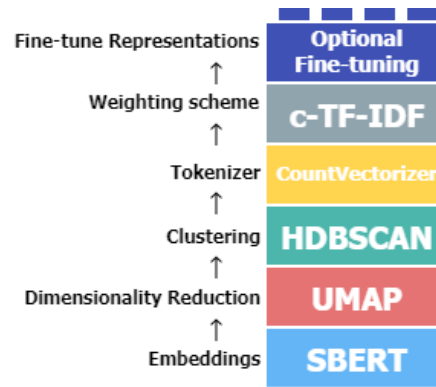 Fine-tune Representations
Optional
Fine-tuning
↑
Weighting scheme
c-TF-IDF
↑
Tokenizer
CountVectorizer
↑
Clustering
HDBSCAN
↑
Dimensionality Reduction
UMAP
↑
Embeddings
SBERT